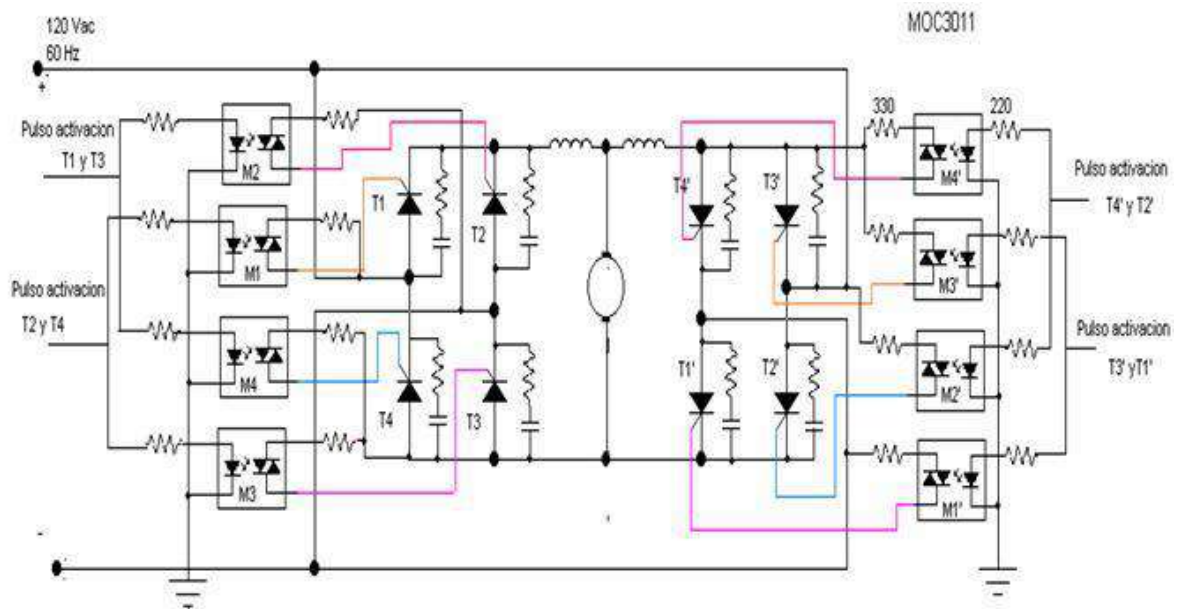 MOC3011
120 Vac
60 Hz
+
Pulso activacion
T1 y T3
M2
M1
Pulso activacion
T2 y T4
M4
M3
-
T1
T2
T4
T3
T4'
T3'
T1'
T2'
330
220
M4'
Pulso activacion
T4' y T2'
M3'
M2'
Pulso activacion
T3' yT1'
M1'